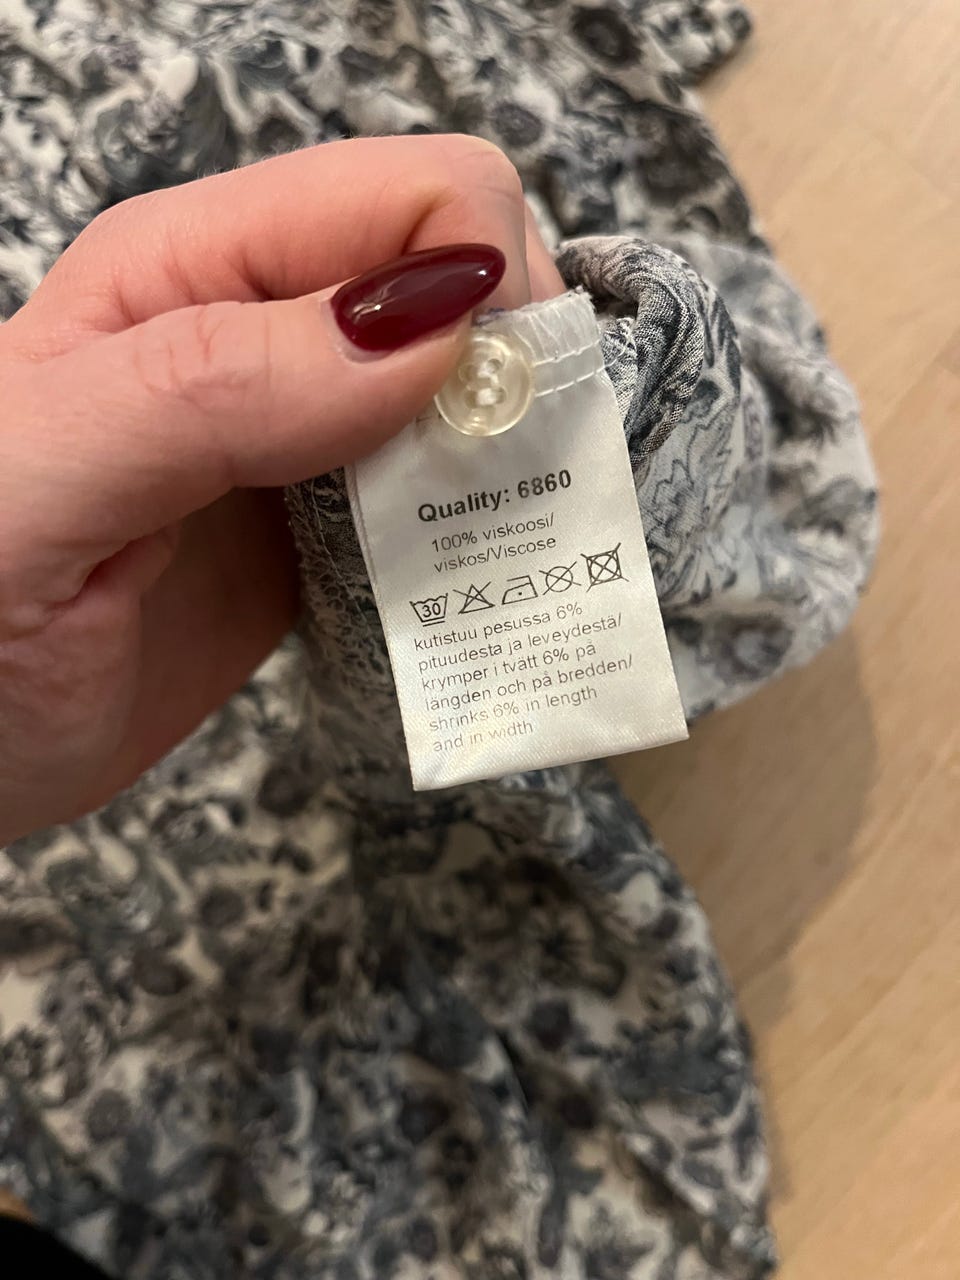 Quality: 6860
100% viskoosi/
viskos/Viscose
30
kutistuu pesussa 6%
pituudesta ja leveydestä/
krymper i tvätt 6% på
längden och på bredden/
shrinks 6% in length
and in width